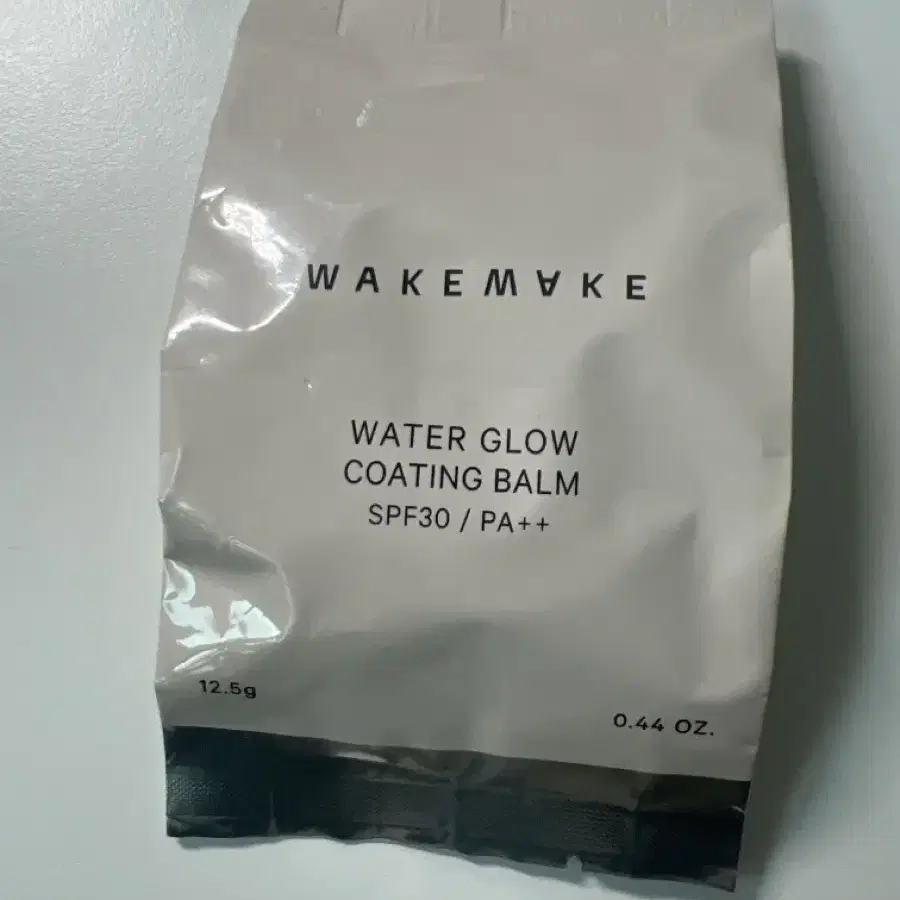 WAKEMAKE
WATER GLOW
COATING BALM
SPF30 / PA++
12.5g
0.44 OZ.